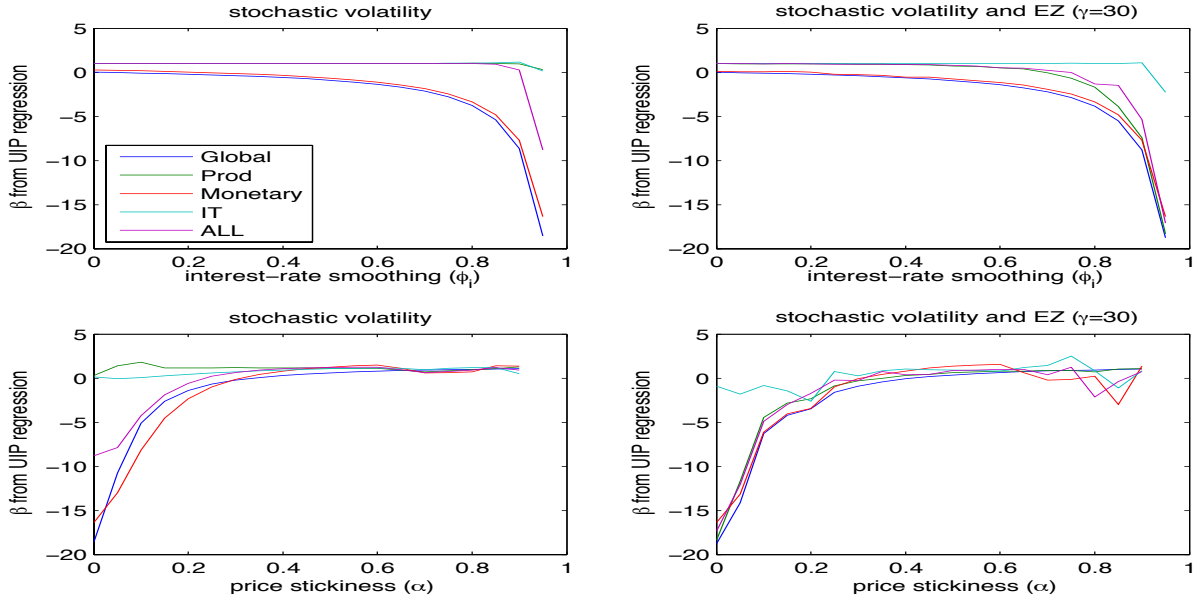 stochastic volatility
5
0
−5
−10
−15
−20
β from UIP regression
Global
Prod
Monetary
IT
ALL
0 0.2 0.4 0.6 0.8 1
interest−rate smoothing (ϕi)
stochastic volatility and EZ (γ=30)
5
0
−5
−10
−15
−20
β from UIP regression
0 0.2 0.4 0.6 0.8 1
interest−rate smoothing (ϕi)
stochastic volatility
5
0
−5
−10
−15
−20
β from UIP regression
0 0.2 0.4 0.6 0.8 1
price stickiness (α)
stochastic volatility and EZ (γ=30)
5
0
−5
−10
−15
−20
β from UIP regression
0 0.2 0.4 0.6 0.8 1
price stickiness (α)